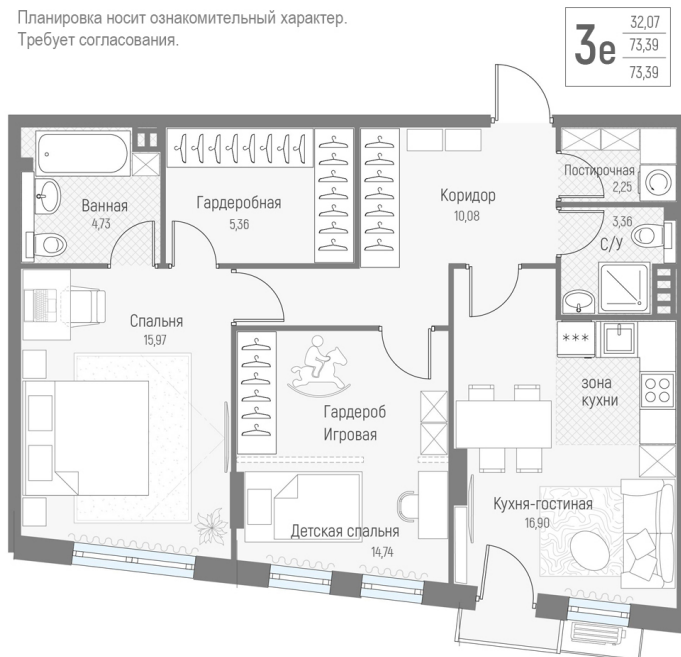 Планировка носит ознакомительный характер.
Требует согласования.
3е
32,07
73,39
73,39
Ванная
4,73
Гардеробная
5,36
Коридор
10,08
Постирочная
2,25
3,36
С/У
Спальня
15,97
Гардероб
Игровая
***
зона
кухни
Кухня-гостиная
16,90
Детская спальня
14,74